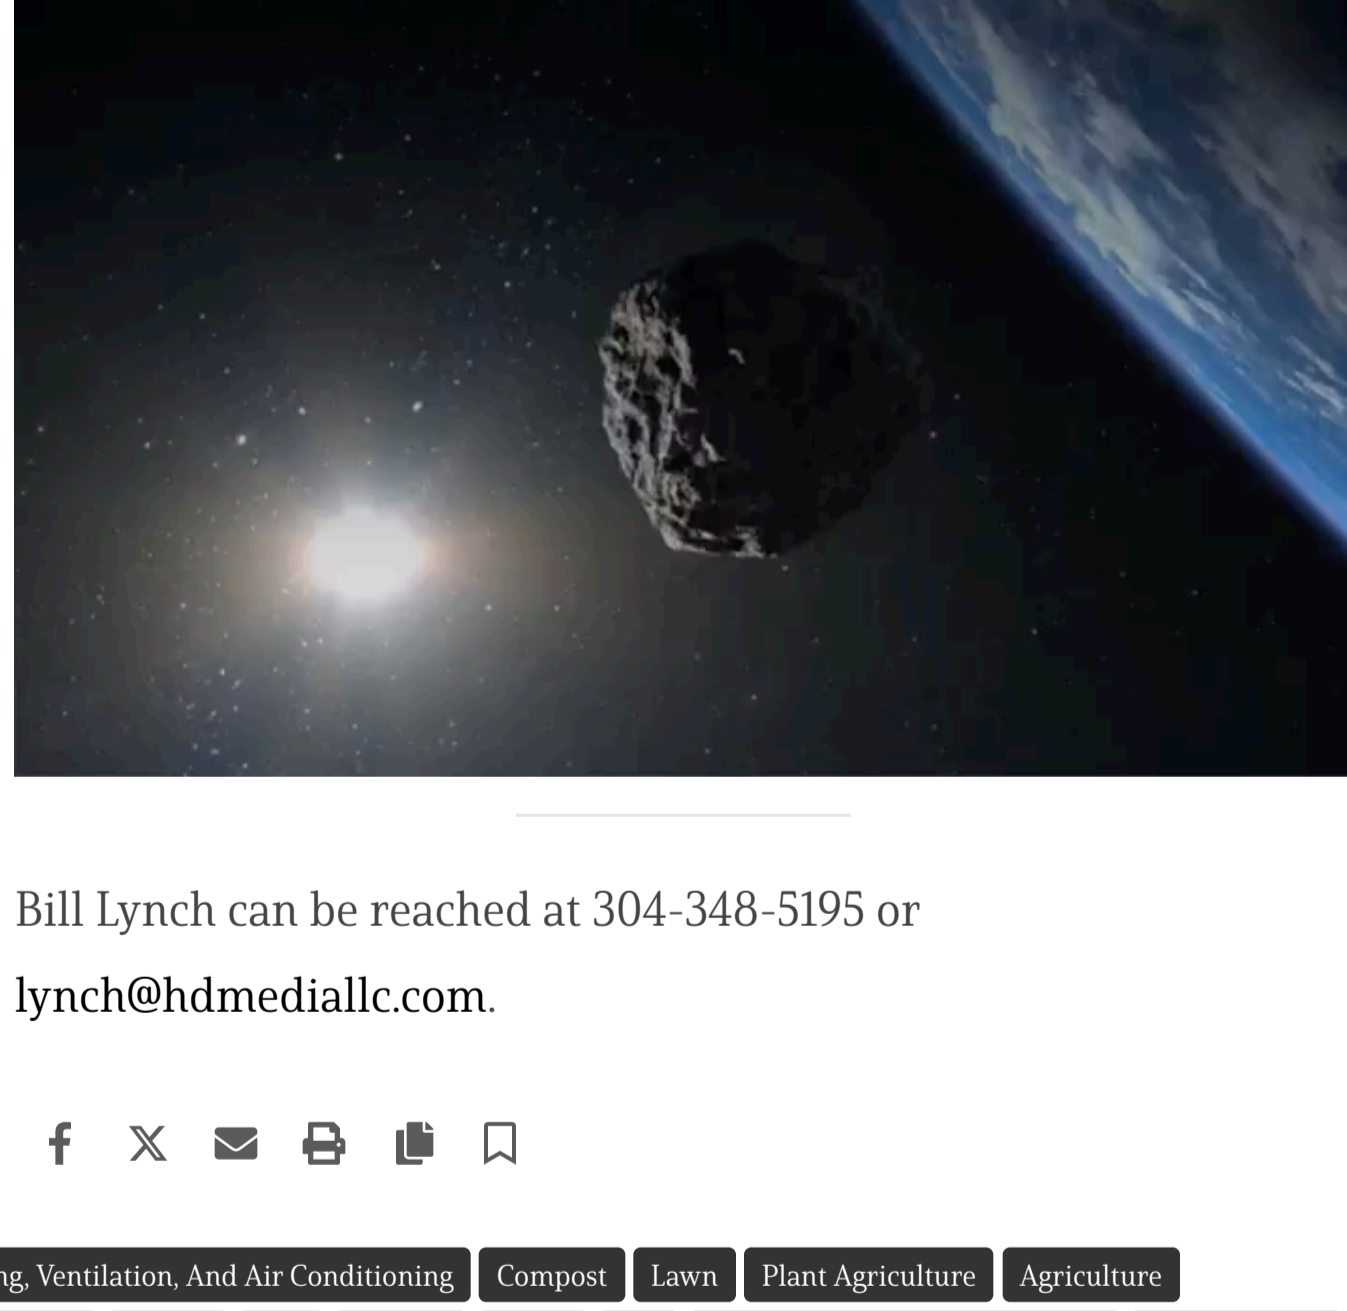 Bill Lynch can be reached at 304-348-5195 or
lynch@hdmediallc.com.
ng, Ventilation, And Air Conditioning Compost Lawn Plant Agriculture Agriculture